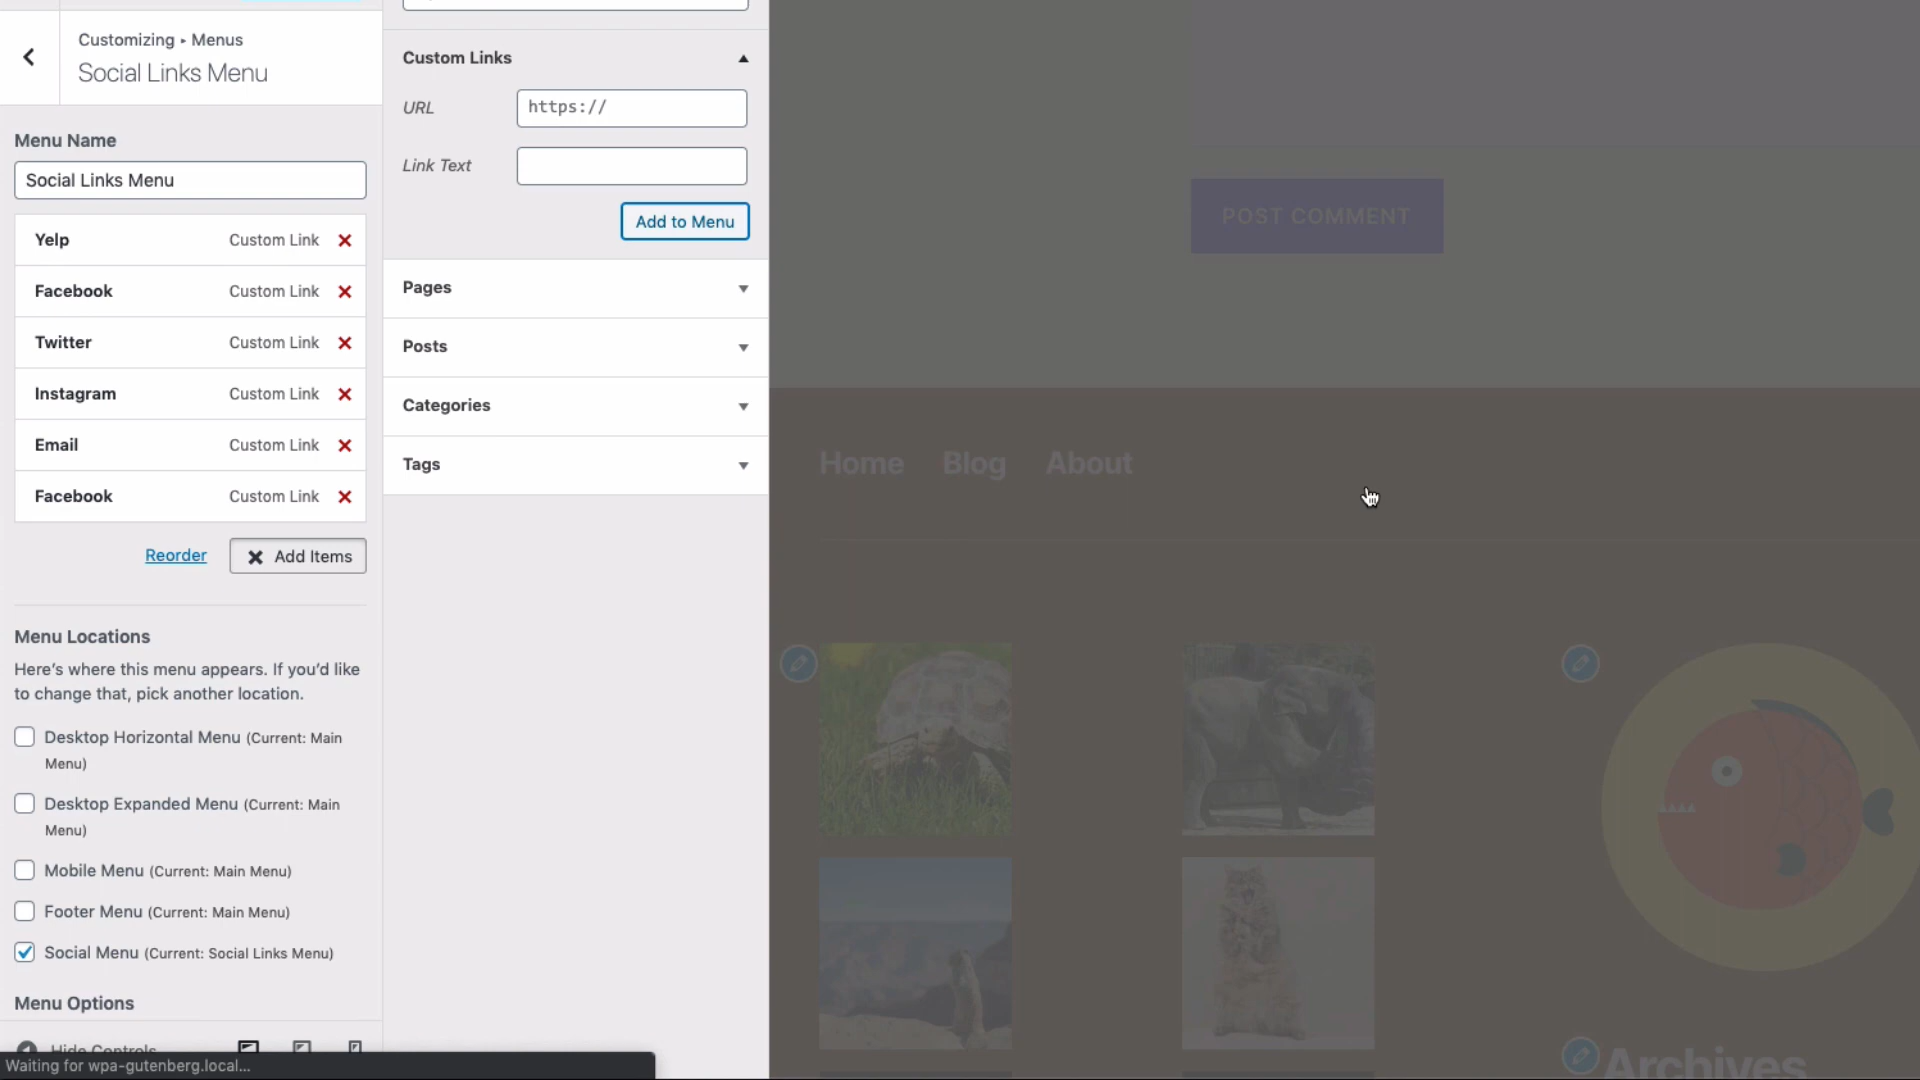 Customizing ▸ Menus
Social Links Menu
Menu Name
Social Links Menu
Yelp Custom Link
Facebook Custom Link
Twitter Custom Link
Instagram Custom Link
Email Custom Link
Facebook Custom Link
Reorder Add Items
Menu Locations
Here's where this menu appears. If you'd like
to change that, pick another location.
Desktop Horizontal Menu (Current: Main
Menu)
Desktop Expanded Menu (Current: Main
Menu)
Mobile Menu (Current: Main Menu)
Footer Menu (Current: Main Menu)
Social Menu (Current: Social Links Menu)
Menu Options
Hide Controls
Waiting for wpa-gutenberg.local...
Custom Links
URL https://
Link Text
Add to Menu
Pages
Posts
Categories
Tags
POST COMMENT
Home Blog About
Archives